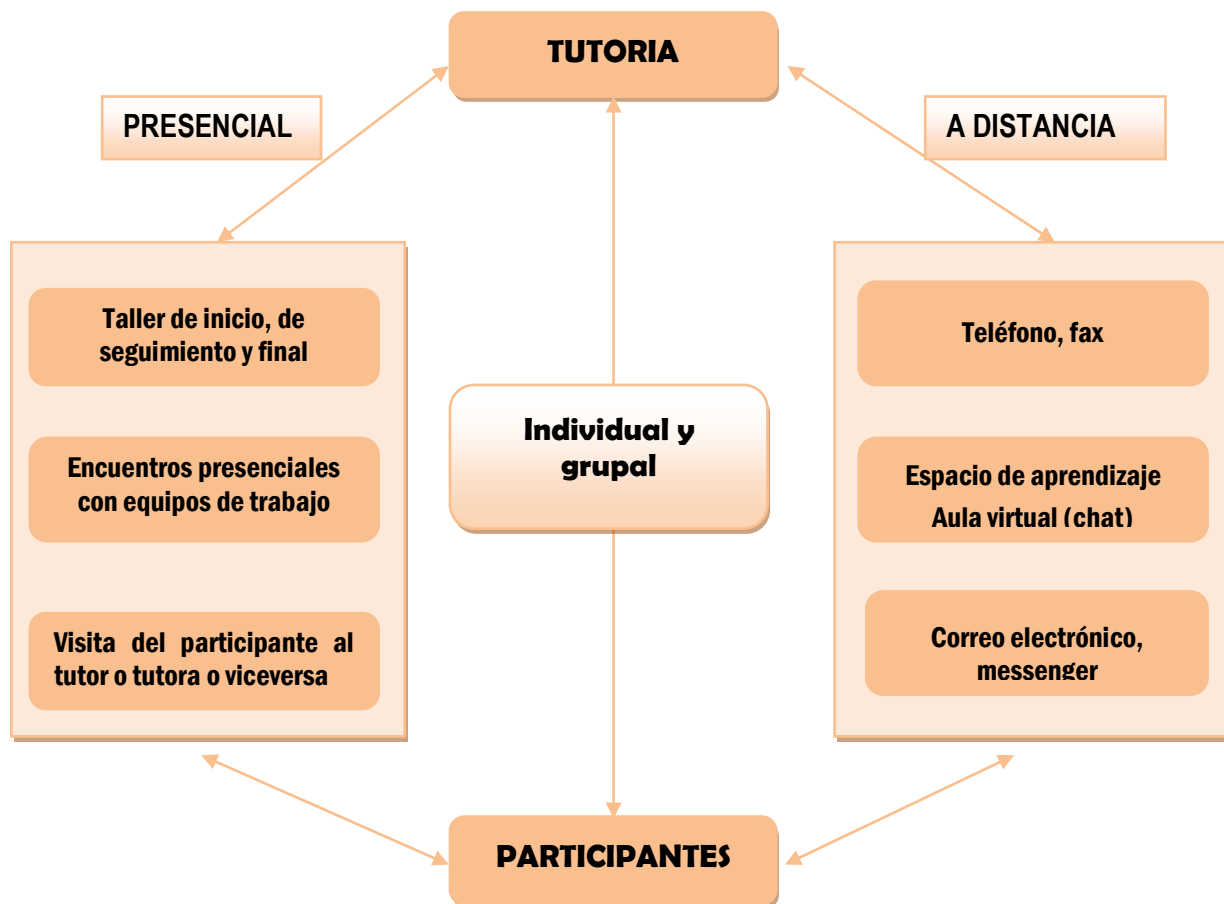 TUTORIA
PRESENCIAL
A DISTANCIA
Taller de inicio, de
seguimiento y final
Encuentros presenciales
con equipos de trabajo
Visita del participante al
tutor o tutora o viceversa
Individual y
grupal
Teléfono, fax
Espacio de aprendizaje
Aula virtual (chat)
Correo electrónico,
messenger
PARTICIPANTES